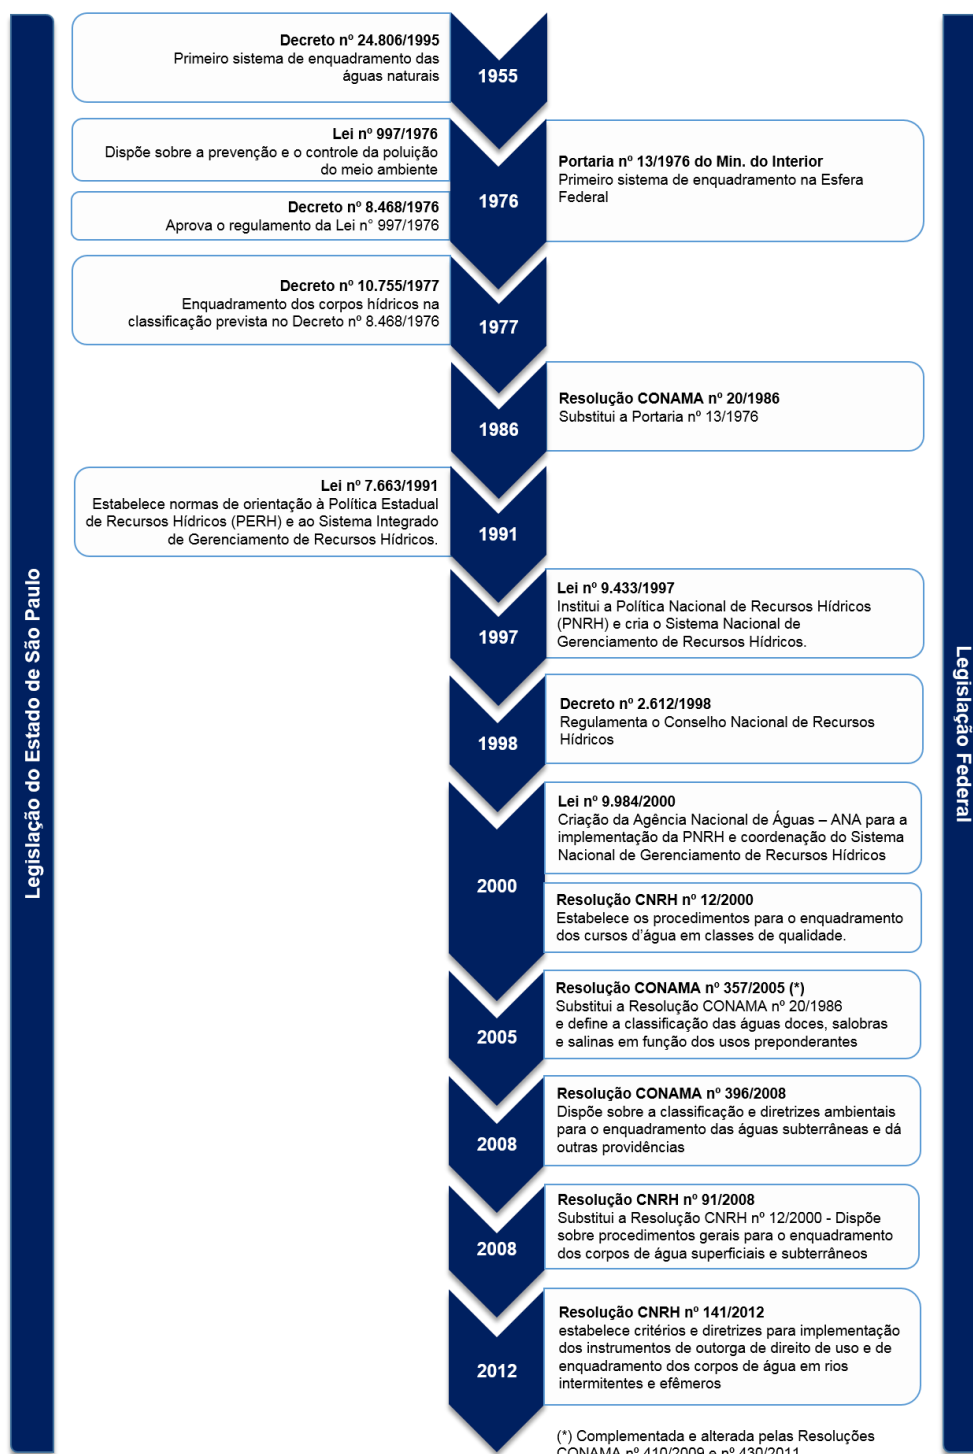 Legislação do Estado de São Paulo
Legislação Federal
Decreto nº 24.806/1995
Primeiro sistema de enquadramento das
águas naturais
1955
Lei nº 997/1976
Dispõe sobre a prevenção e o controle da poluição
do meio ambiente
Decreto nº 8.468/1976
Aprova o regulamento da Lei n° 997/1976
1976
Portaria nº 13/1976 do Min. do Interior
Primeiro sistema de enquadramento na Esfera
Federal
Decreto nº 10.755/1977
Enquadramento dos corpos hídricos na
classificação prevista no Decreto nº 8.468/1976
1977
1986
Resolução CONAMA nº 20/1986
Substitui a Portaria nº 13/1976
Lei nº 7.663/1991
Estabelece normas de orientação à Política Estadual
de Recursos Hídricos (PERH) e ao Sistema Integrado
de Gerenciamento de Recursos Hídricos.
1991
1997
Lei nº 9.433/1997
Institui a Política Nacional de Recursos Hídricos
(PNRH) e cria o Sistema Nacional de
Gerenciamento de Recursos Hídricos.
1998
Decreto nº 2.612/1998
Regulamenta o Conselho Nacional de Recursos
Hídricos
2000
Lei nº 9.984/2000
Criação da Agência Nacional de Águas – ANA para a
implementação da PNRH e coordenação do Sistema
Nacional de Gerenciamento de Recursos Hídricos
Resolução CNRH nº 12/2000
Estabelece os procedimentos para o enquadramento
dos cursos d’água em classes de qualidade.
2005
Resolução CONAMA nº 357/2005 (*)
Substitui a Resolução CONAMA nº 20/1986
e define a classificação das águas doces, salobras
e salinas em função dos usos preponderantes
2008
Resolução CONAMA nº 396/2008
Dispõe sobre a classificação e diretrizes ambientais
para o enquadramento das águas subterrâneas e dá
outras providências
2008
Resolução CNRH nº 91/2008
Substitui a Resolução CNRH nº 12/2000 - Dispõe
sobre procedimentos gerais para o enquadramento
dos corpos de água superficiais e subterrâneos
2012
Resolução CNRH nº 141/2012
estabelece critérios e diretrizes para implementação
dos instrumentos de outorga de direito de uso e de
enquadramento dos corpos de água em rios
intermitentes e efêmeros
(*) Complementada e alterada pelas Resoluções
CONAMA nº 410/2009 e nº 430/2011